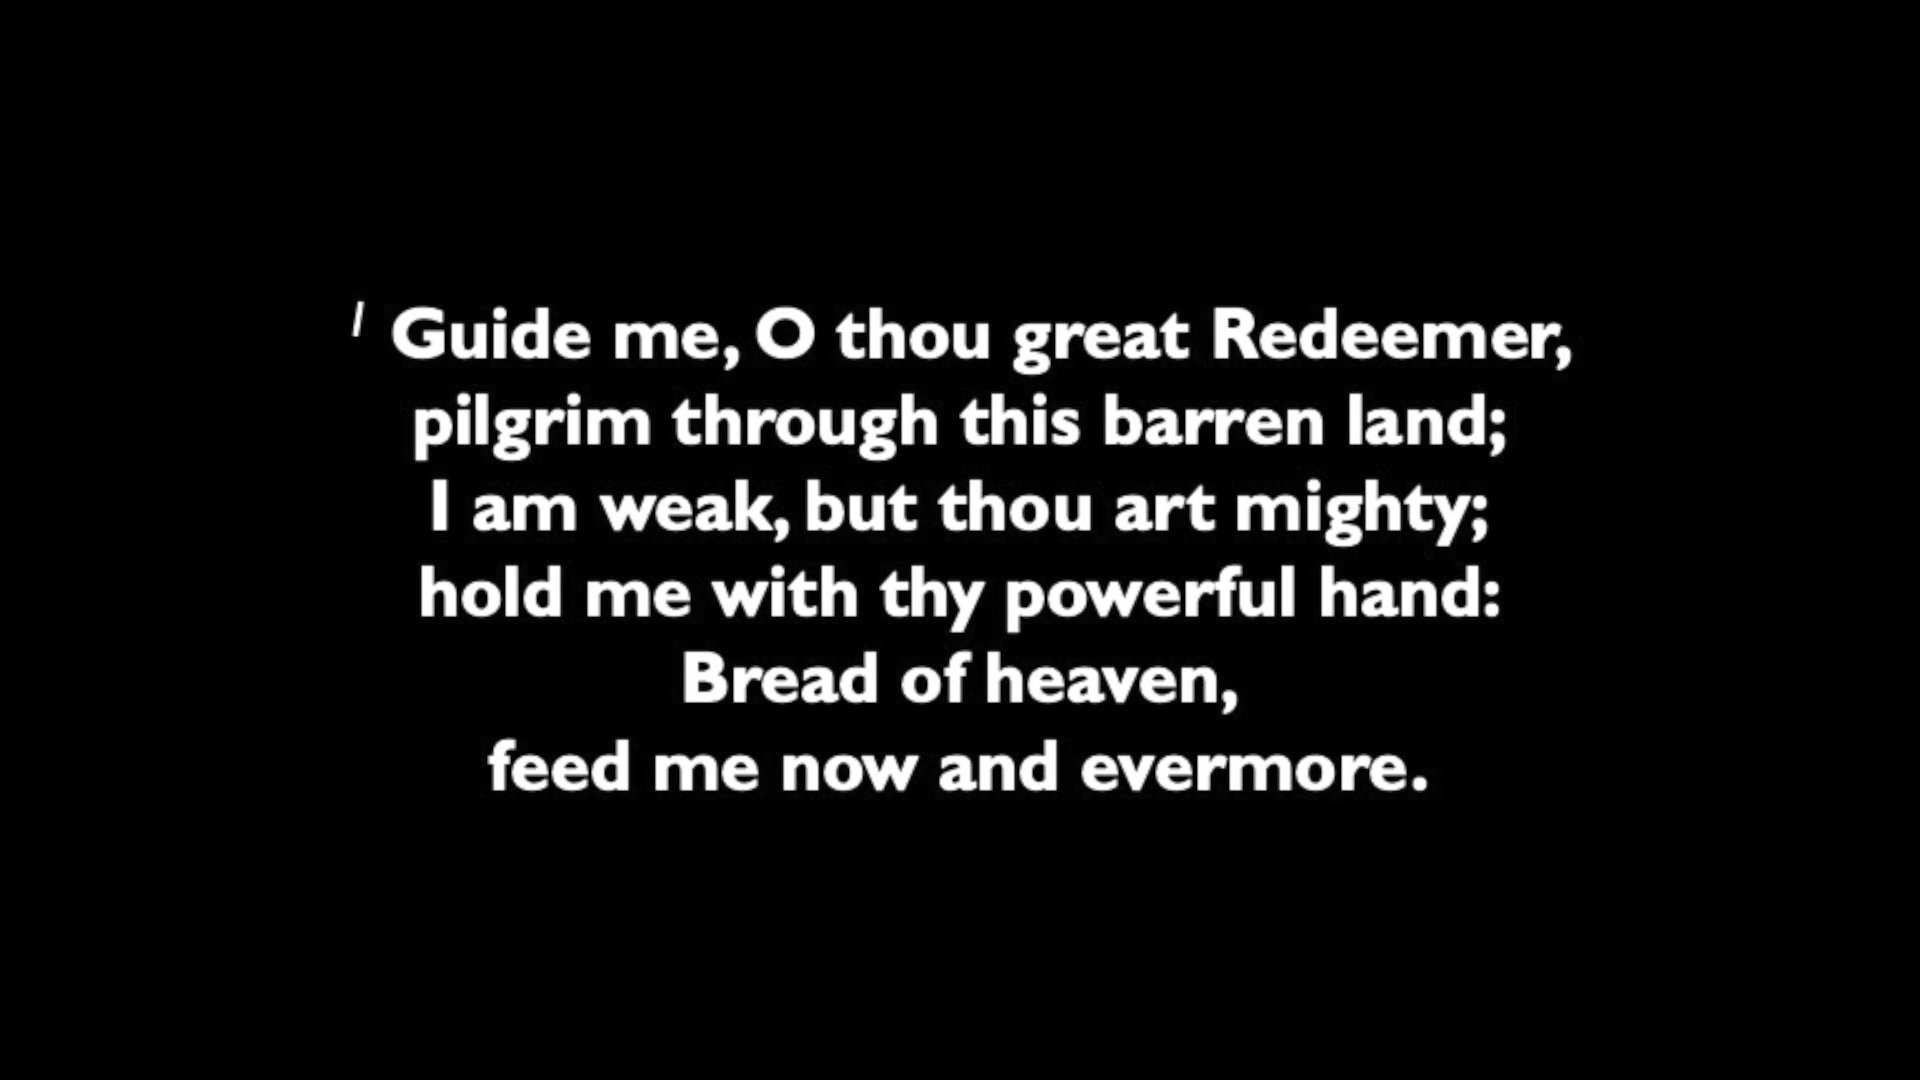 1 Guide me, O thou great Redeemer,
pilgrim through this barren land;
I am weak, but thou art mighty;
hold me with thy powerful hand:
Bread of heaven,
feed me now and evermore.